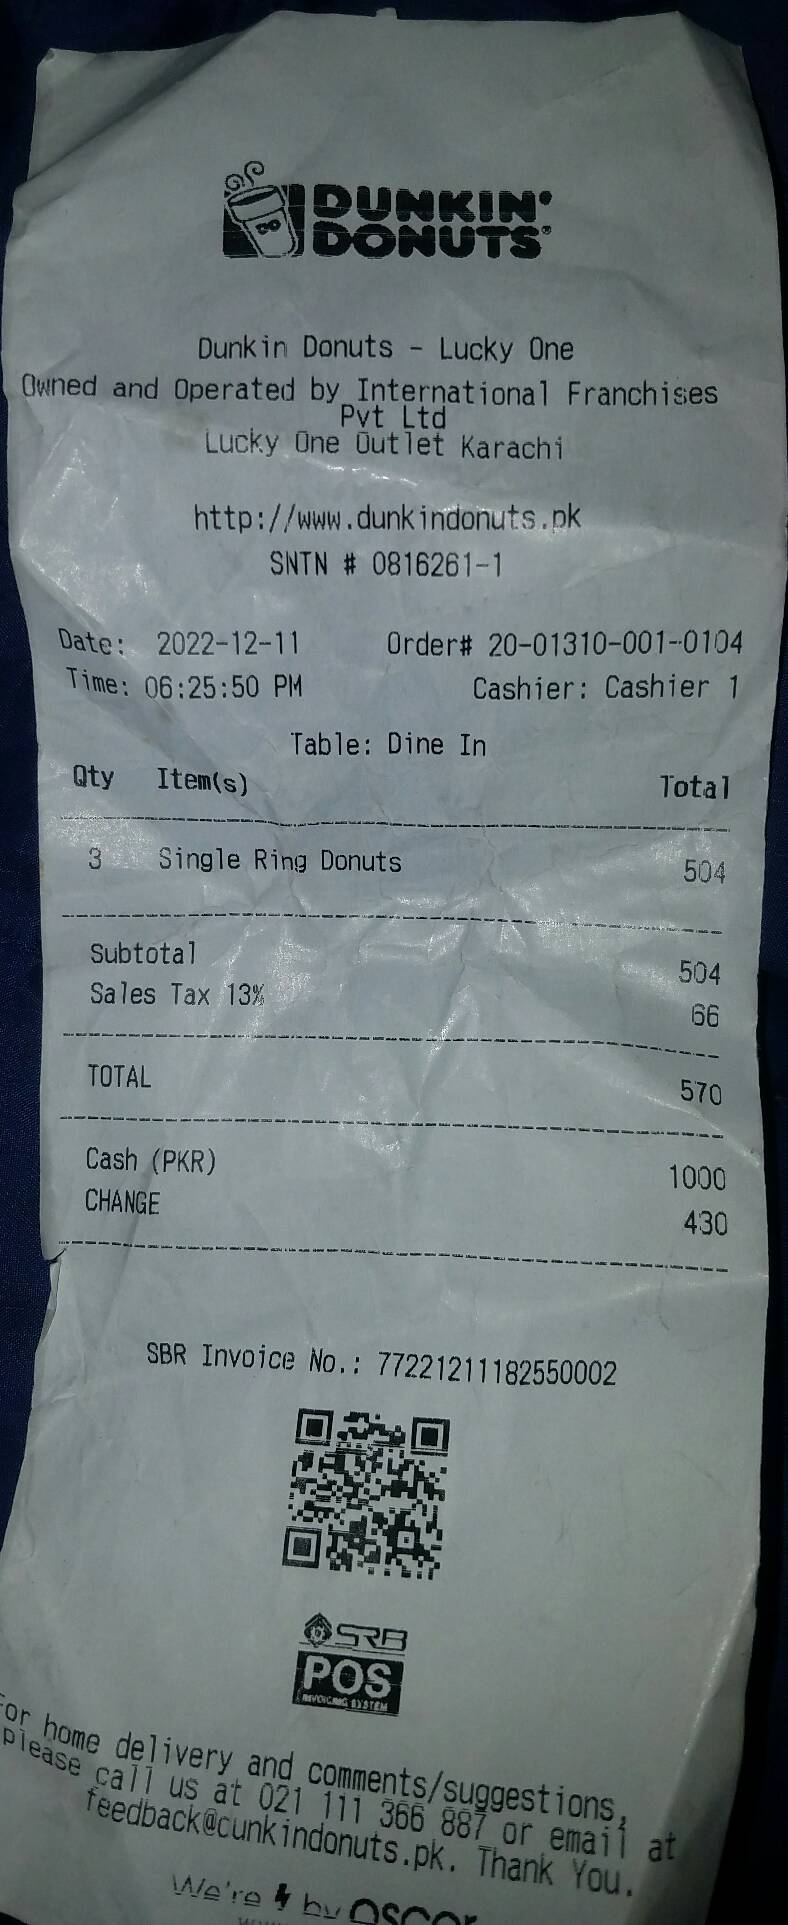 DUNKIN'
DONUTS
Dunkin Donuts - Lucky One
Owned and Operated by International Franchises
Pvt Ltd
Lucky One Outlet Karachi
http://www.dunkindonuts.pk
SNTN # 0816261-1
Date: 2022-12-11 Order# 20-01310-001-0104
Time: 06:25:50 PM Cashier: Cashier 1
Table: Dine In
Qty Item(s) Total
3 Single Ring Donuts 504
Subtotal 504
Sales Tax 13% 66
TOTAL 570
Cash (PKR) 1000
CHANGE 430
SBR Invoice No.: 77221211182550002
SRB
POS
INVOICING SYSTEM
For home delivery and comments/suggestions,
please call us at 021 111 366 887 or email at
feedback@cunkindonuts.pk. Thank You.
We're by